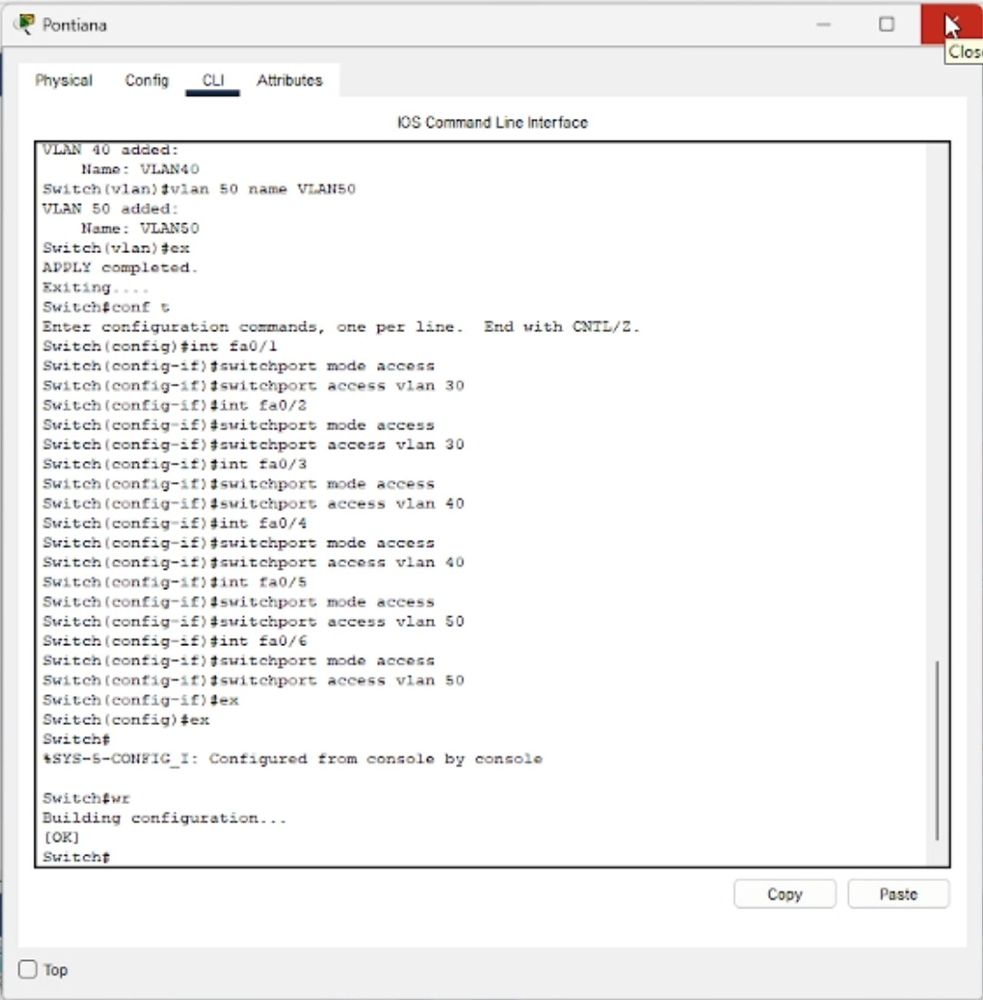 Pontiana
Close
Physical Config CLI Attributes
IOS Command Line Interface
VLAN 40 added:
Name: VLAN40
Switch(vlan)#vlan 50 name VLAN50
VLAN 50 added:
Name: VLAN50
Switch(vlan)#ex
APPLY completed.
Exiting....
Switch#conf t
Enter configuration commands, one per line. End with CNTL/Z.
Switch(config)#int fa0/1
Switch(config-if)#switchport mode access
Switch(config-if)#switchport access vlan 30
Switch(config-if)#int fa0/2
Switch(config-if)#switchport mode access
Switch(config-if)#switchport access vlan 30
Switch(config-if)#int fa0/3
Switch(config-if)#switchport mode access
Switch(config-if)#switchport access vlan 40
Switch(config-if)#int fa0/4
Switch(config-if)#switchport mode access
Switch(config-if)#switchport access vlan 40
Switch(config-if)#int fa0/5
Switch(config-if)#switchport mode access
Switch(config-if)#switchport access vlan 50
Switch(config-if)#int fa0/6
Switch(config-if)#switchport mode access
Switch(config-if)#switchport access vlan 50
Switch(config-if)#ex
Switch(config)#ex
Switch#
%SYS-5-CONFIG_I: Configured from console by console
Switch#wr
Building configuration...
[OK]
Switch#
Copy Paste
Top